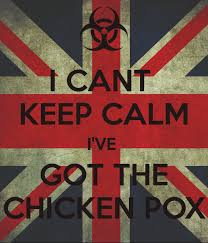 I CANT
KEEP CALM
I'VE
GOT THE
CHICKEN POX